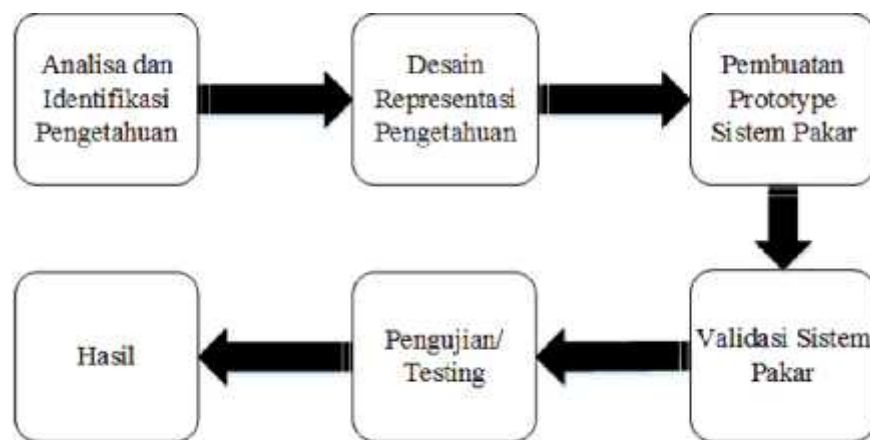 Analisa dan
Identifikasi
Pengetahuan
Desain
Representasi
Pengetahuan
Pembuatan
Prototype
Sistem Pakar
Validasi Sistem
Pakar
Pengujian/
Testing
Hasil